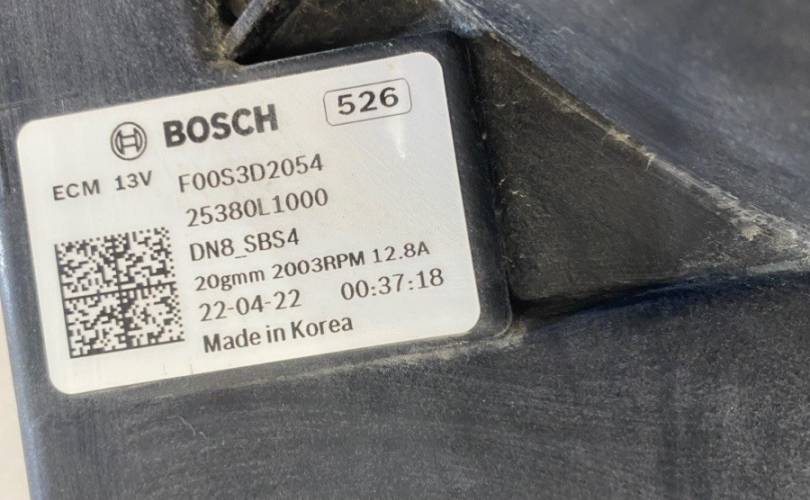 BOSCH 526
ECM 13V F00S3D2054
25380L1000
DN8_SBS4
20gmm 2003RPM 12.8A
22-04-22 00:37:18
Made in Korea